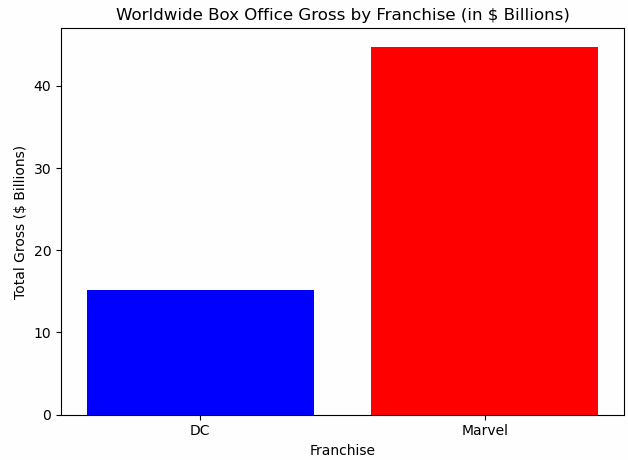 Worldwide Box Office Gross by Franchise (in $ Billions)
Total Gross ($ Billions)
40
30
20
10
0
DC
Marvel
Franchise